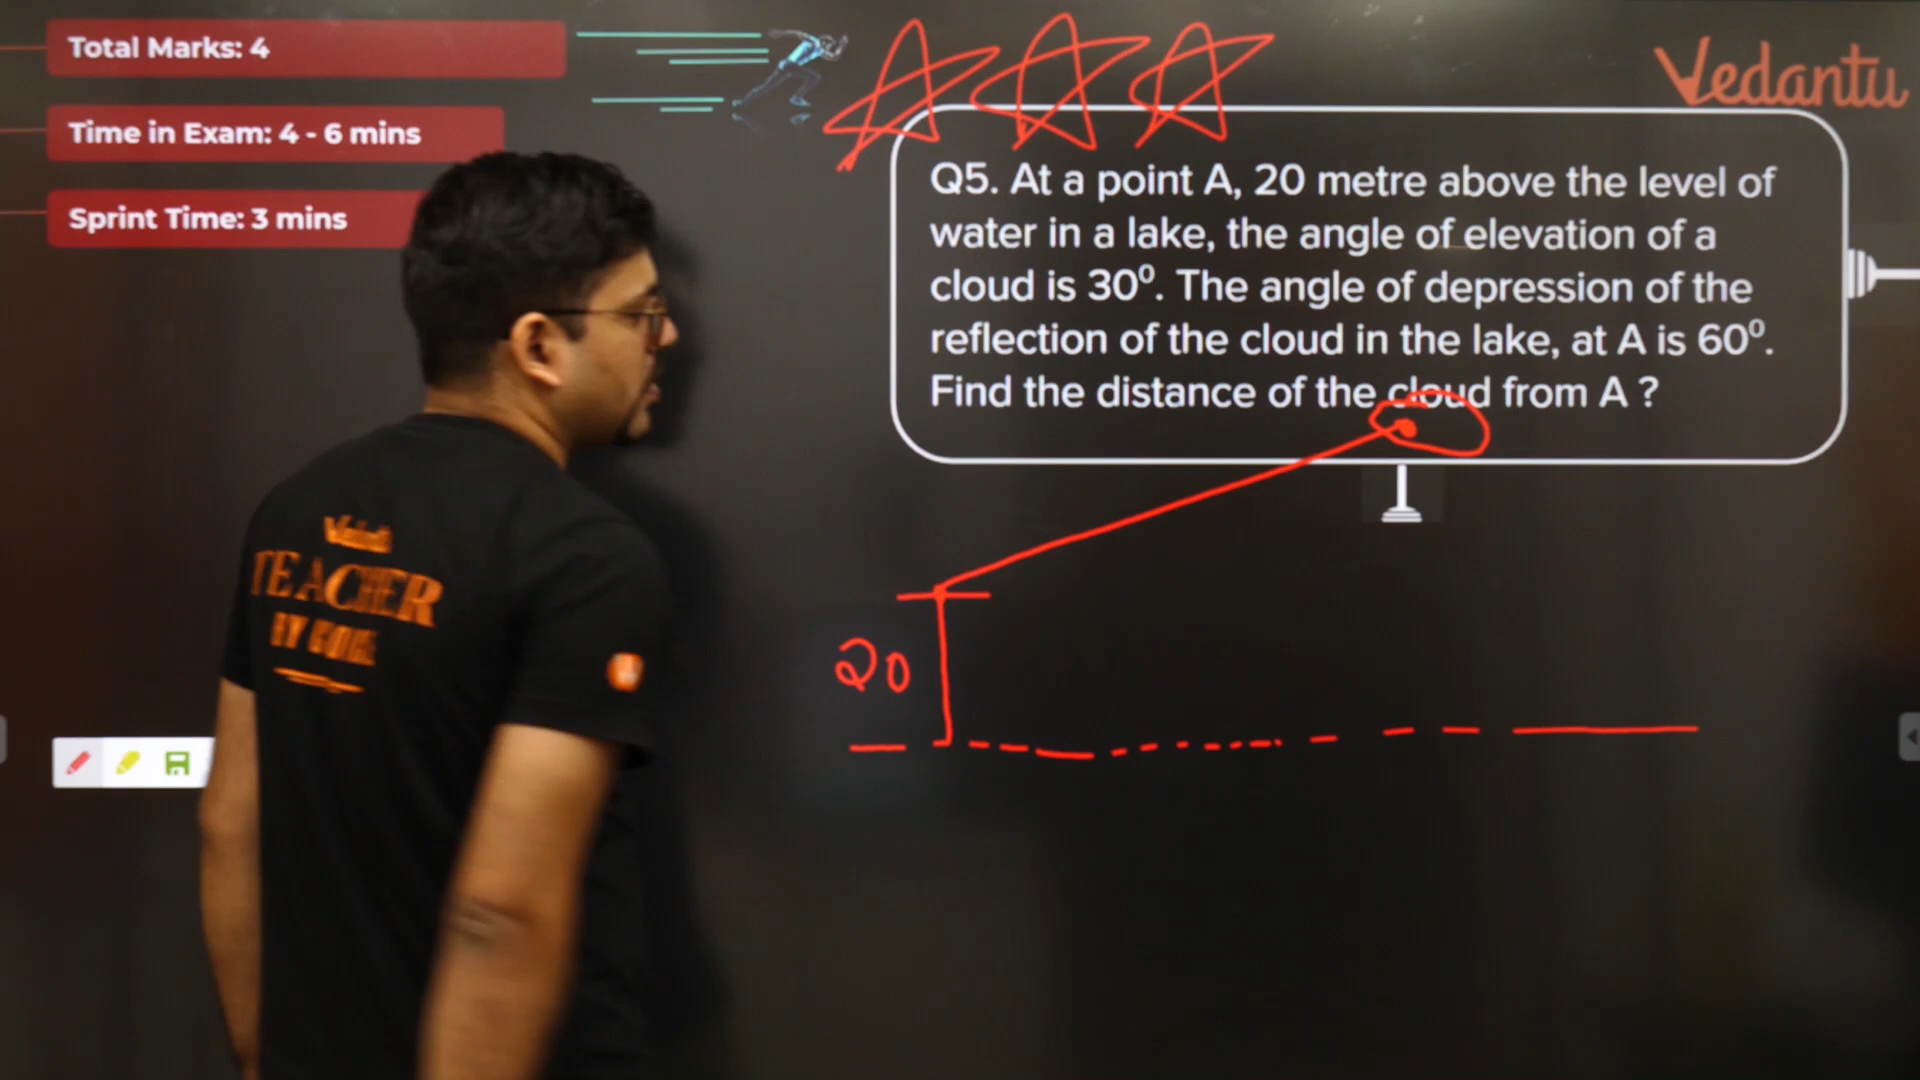 Total Marks: 4
Time in Exam: 4 - 6 mins
Sprint Time: 3 mins
Vedantu
Q5. At a point A, 20 metre above the level of
water in a lake, the angle of elevation of a
cloud is 30⁰. The angle of depression of the
reflection of the cloud in the lake, at A is 60⁰.
Find the distance of the cloud from A ?
20
TEACHER